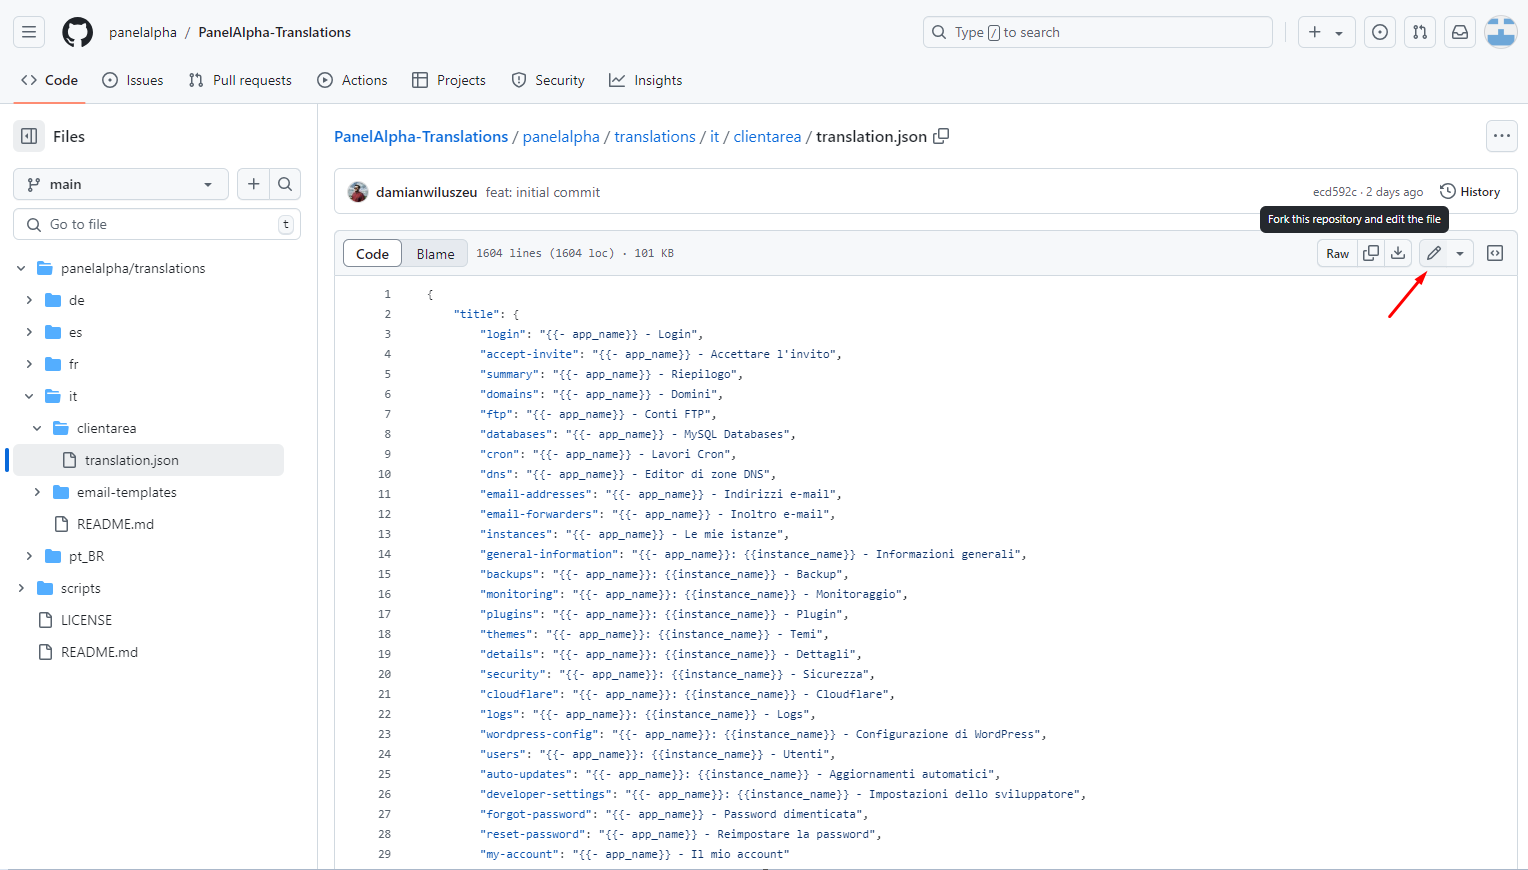 panelalpha / PanelAlpha-Translations
Type / to search
Code
Issues
Pull requests
Actions
Projects
Security
Insights
Files
main
Go to file
t
panelalpha/translations
de
es
fr
it
clientarea
translation.json
email-templates
README.md
pt_BR
scripts
LICENSE
README.md
PanelAlpha-Translations / panelalpha / translations / it / clientarea / translation.json
damianwiluszeu feat: initial commit
ecd592c · 2 days ago
History
Fork this repository and edit the file
Code
Blame
1604 lines (1604 loc) · 101 KB
Raw
1 {
2 "title": {
3 "login": "{{- app_name}} - Login",
4 "accept-invite": "{{- app_name}} - Accettare l'invito",
5 "summary": "{{- app_name}} - Riepilogo",
6 "domains": "{{- app_name}} - Domini",
7 "ftp": "{{- app_name}} - Conti FTP",
8 "databases": "{{- app_name}} - MySQL Databases",
9 "cron": "{{- app_name}} - Lavori Cron",
10 "dns": "{{- app_name}} - Editor di zone DNS",
11 "email-addresses": "{{- app_name}} - Indirizzi e-mail",
12 "email-forwarders": "{{- app_name}} - Inoltro e-mail",
13 "instances": "{{- app_name}} - Le mie istanze",
14 "general-information": "{{- app_name}}: {{instance_name}} - Informazioni generali",
15 "backups": "{{- app_name}}: {{instance_name}} - Backup",
16 "monitoring": "{{- app_name}}: {{instance_name}} - Monitoraggio",
17 "plugins": "{{- app_name}}: {{instance_name}} - Plugin",
18 "themes": "{{- app_name}}: {{instance_name}} - Temi",
19 "details": "{{- app_name}}: {{instance_name}} - Dettagli",
20 "security": "{{- app_name}}: {{instance_name}} - Sicurezza",
21 "cloudflare": "{{- app_name}}: {{instance_name}} - Cloudflare",
22 "logs": "{{- app_name}}: {{instance_name}} - Logs",
23 "wordpress-config": "{{- app_name}}: {{instance_name}} - Configurazione di WordPress",
24 "users": "{{- app_name}}: {{instance_name}} - Utenti",
25 "auto-updates": "{{- app_name}}: {{instance_name}} - Aggiornamenti automatici",
26 "developer-settings": "{{- app_name}}: {{instance_name}} - Impostazioni dello sviluppatore",
27 "forgot-password": "{{- app_name}} - Password dimenticata",
28 "reset-password": "{{- app_name}} - Reimpostare la password",
29 "my-account": "{{- app_name}} - Il mio account"